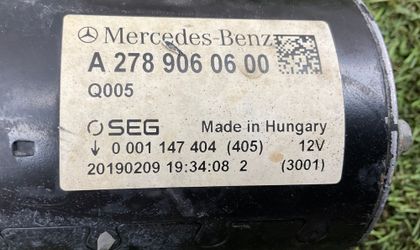 Mercedes-Benz
A 278 906 06 00
Q005
SEG Made in Hungary
↓ 0 001 147 404 (405) 12V
20190209 19:34:08 2 (3001)